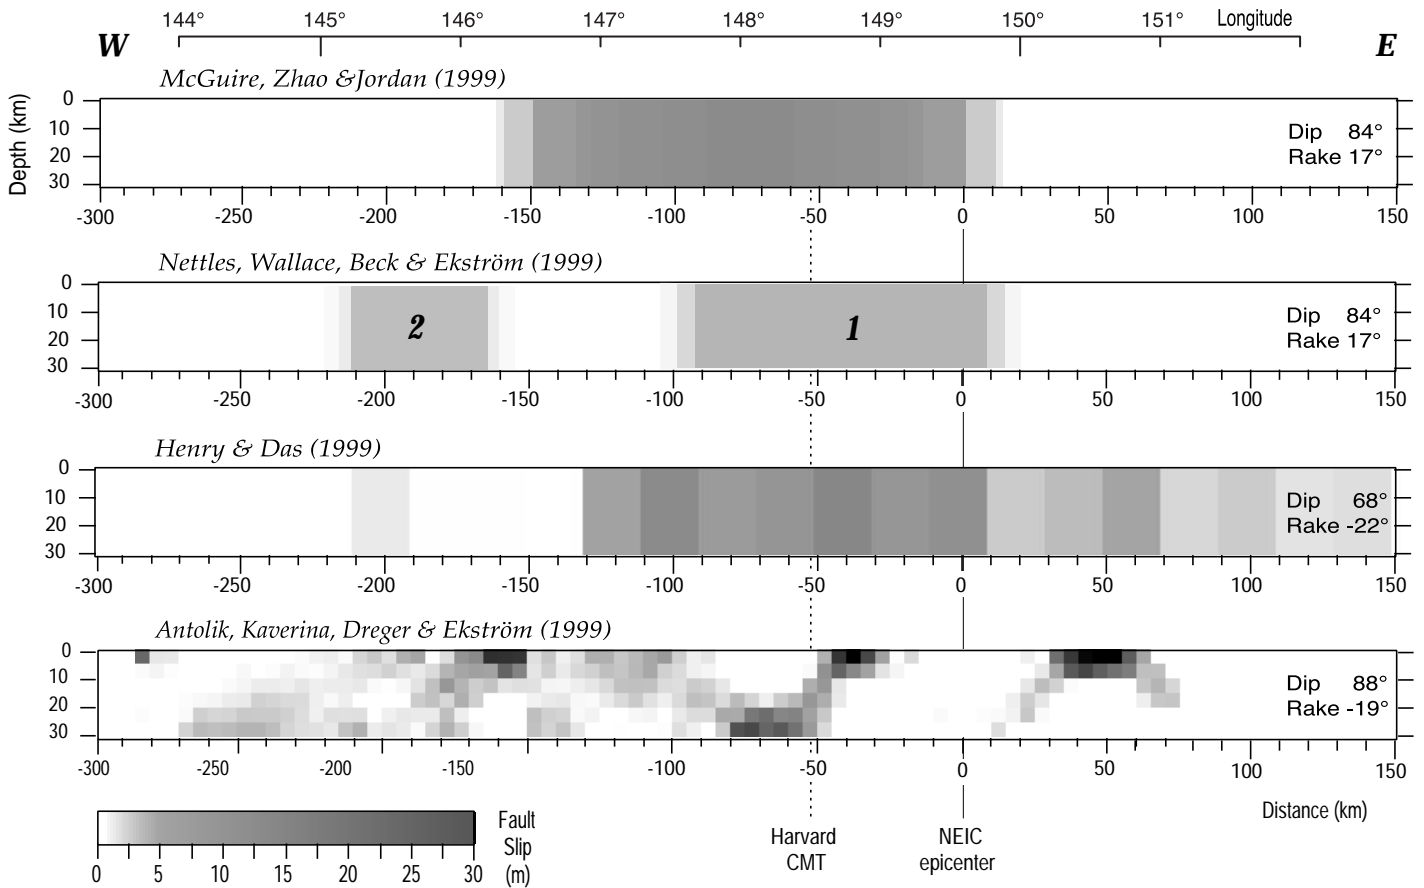 144° 145° 146° 147° 148° 149° 150° 151° Longitude
W E
McGuire, Zhao &Jordan (1999)
Depth (km)
0
10
20
30
Dip 84°
Rake 17°
-300 -250 -200 -150 -100 -50 0 50 100 150
Nettles, Wallace, Beck & Ekström (1999)
0
10
20
30
2 1
Dip 84°
Rake 17°
-300 -250 -200 -150 -100 -50 0 50 100 150
Henry & Das (1999)
0
10
20
30
Dip 68°
Rake -22°
-300 -250 -200 -150 -100 -50 0 50 100 150
Antolik, Kaverina, Dreger & Ekström (1999)
0
10
20
30
Dip 88°
Rake -19°
-300 -250 -200 -150 -100 -50 0 50 100 150
Distance (km)
Harvard
CMT
NEIC
epicenter
Fault
Slip
(m)
0 5 10 15 20 25 30